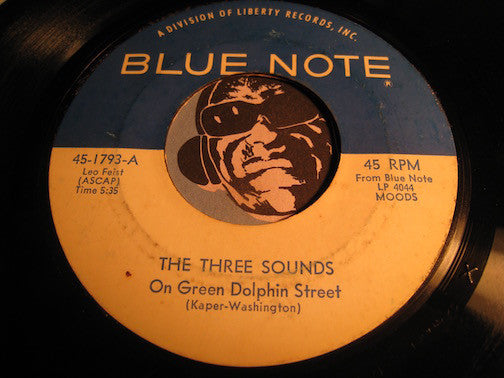 A DIVISION OF LIBERTY RECORDS, INC.
BLUE NOTE®
45-1793-A
Leo Feist
(ASCAP)
Time 5:35
45 RPM
From Blue Note
LP 4044
MOODS
THE THREE SOUNDS
On Green Dolphin Street
(Kaper-Washington)